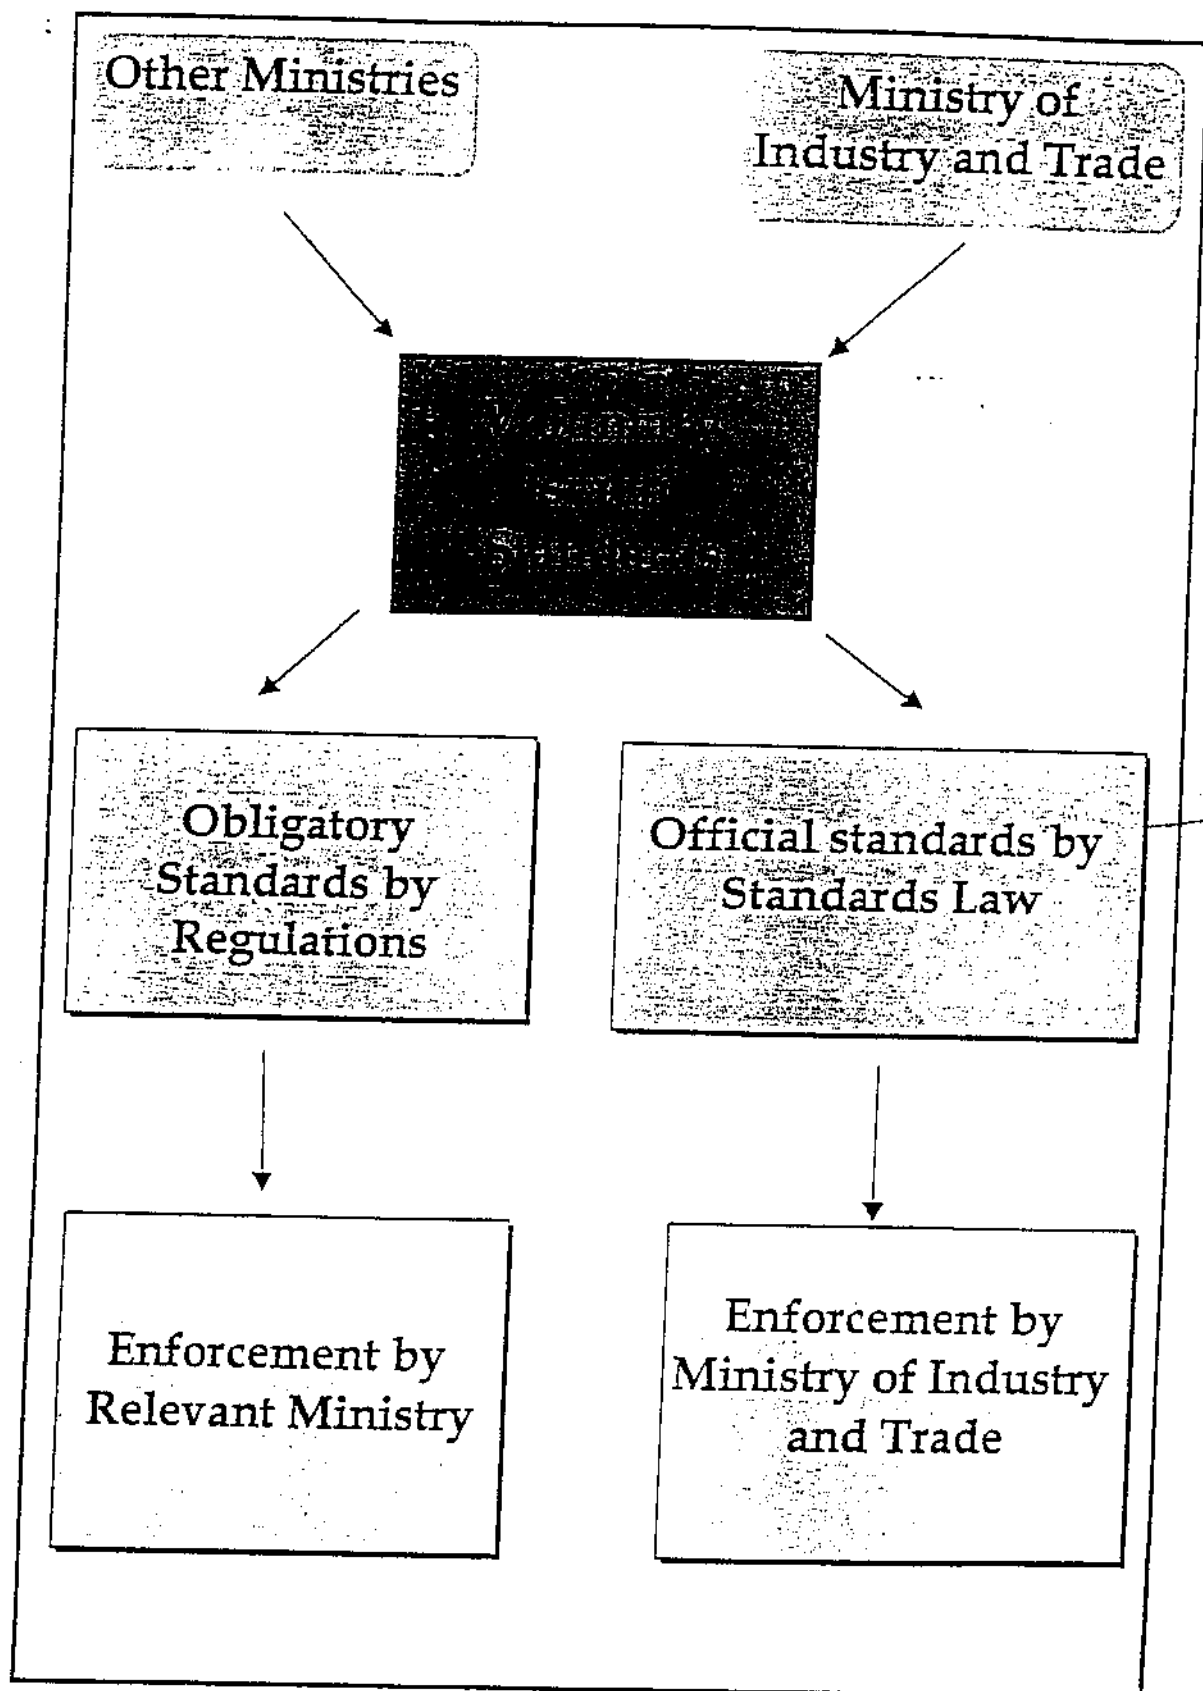 Other Ministries
Ministry of
Industry and Trade
Standards
Obligatory
Standards by
Regulations
Official standards by
Standards Law
Enforcement by
Relevant Ministry
Enforcement by
Ministry of Industry
and Trade